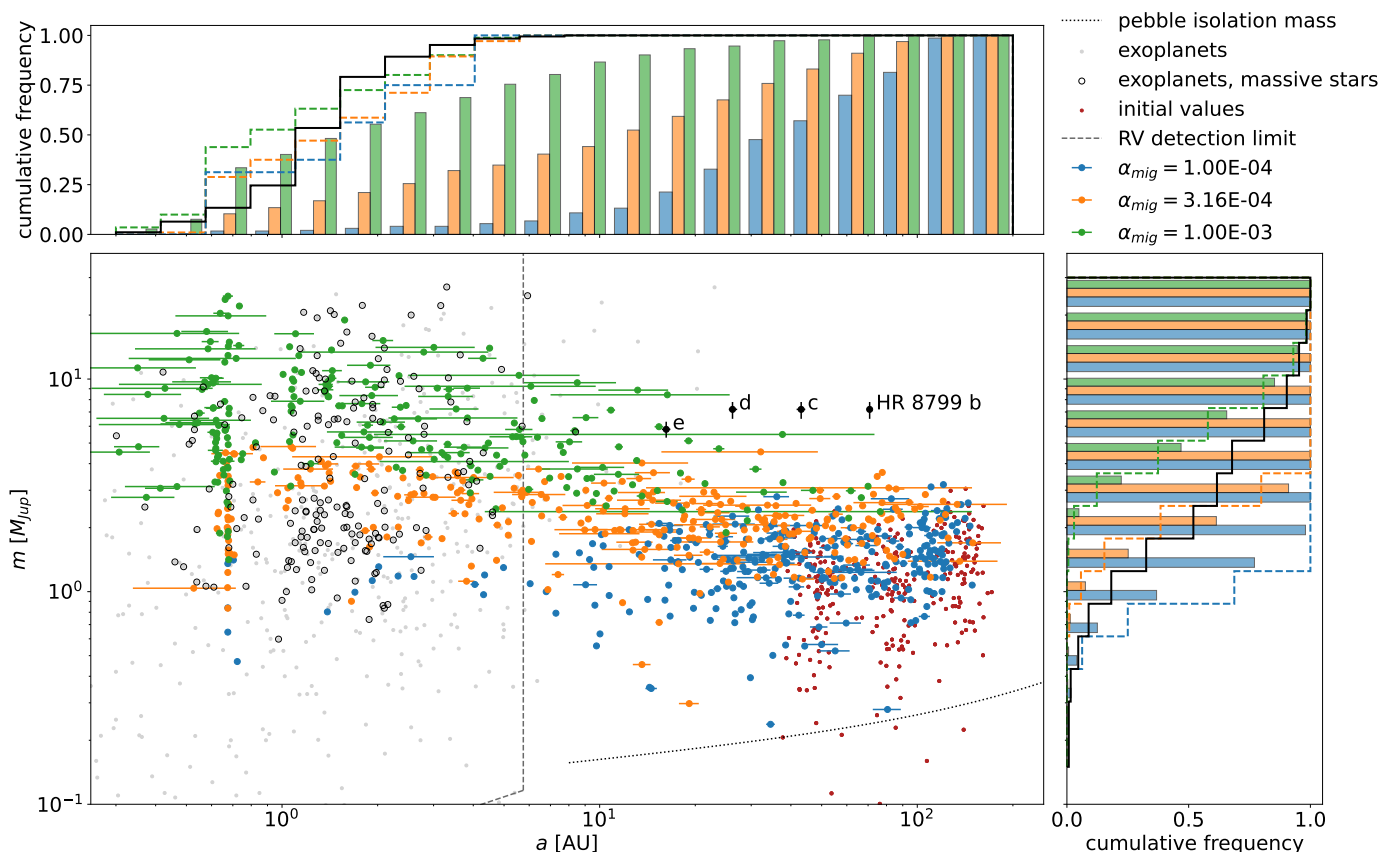 cumulative frequency
1.00
0.75
0.50
0.25
0.00
pebble isolation mass
exoplanets
exoplanets, massive stars
initial values
RV detection limit
α_mig = 1.00E-04
α_mig = 3.16E-04
α_mig = 1.00E-03
m [M_Jup]
10^1
10^0
10^−1
e
d
c
HR 8799 b
10^0
10^1
10^2
a [AU]
0.0
0.5
1.0
cumulative frequency